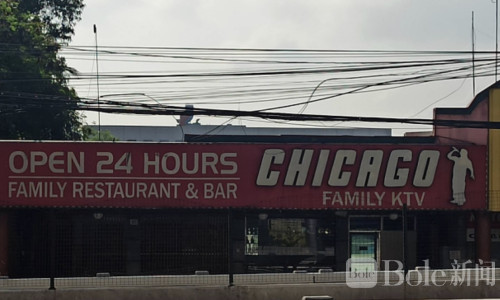 OPEN 24 HOURS
FAMILY RESTAURANT & BAR
CHICAGO
FAMILY KTV
Bole新闻